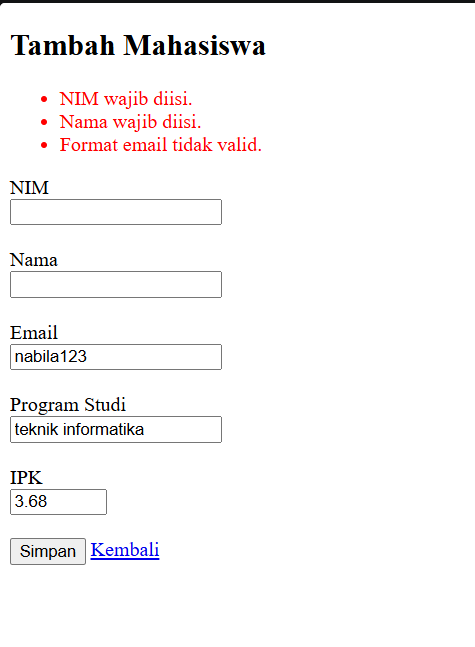 Tambah Mahasiswa
• NIM wajib diisi.
• Nama wajib diisi.
• Format email tidak valid.
NIM
Nama
Email
nabila123
Program Studi
teknik informatika
IPK
3.68
Simpan Kembali